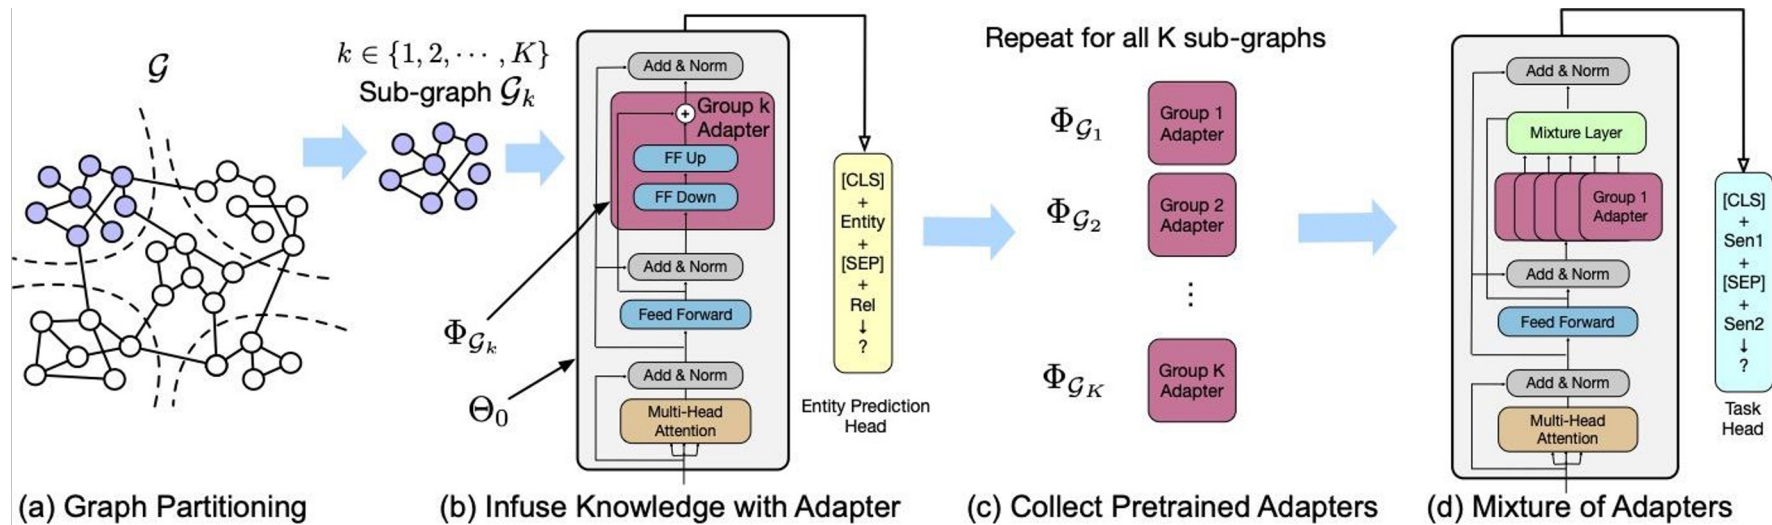 𝒢
k ∈ {1, 2, ⋯ , K}
Sub-graph 𝒢ₖ
(a) Graph Partitioning
Add & Norm
Group k
Adapter
+
FF Up
FF Down
Add & Norm
Feed Forward
Add & Norm
Multi-Head
Attention
Φ_𝒢ₖ
Θ₀
[CLS]
+
Entity
+
[SEP]
+
Rel
↓
?
Entity Prediction
Head
(b) Infuse Knowledge with Adapter
Repeat for all K sub-graphs
Φ_𝒢₁
Group 1
Adapter
Φ_𝒢₂
Group 2
Adapter
⋮
Φ_𝒢_K
Group K
Adapter
(c) Collect Pretrained Adapters
Add & Norm
Mixture Layer
Group 1
Adapter
Add & Norm
Feed Forward
Add & Norm
Multi-Head
Attention
[CLS]
+
Sen1
+
[SEP]
+
Sen2
↓
?
Task
Head
(d) Mixture of Adapters